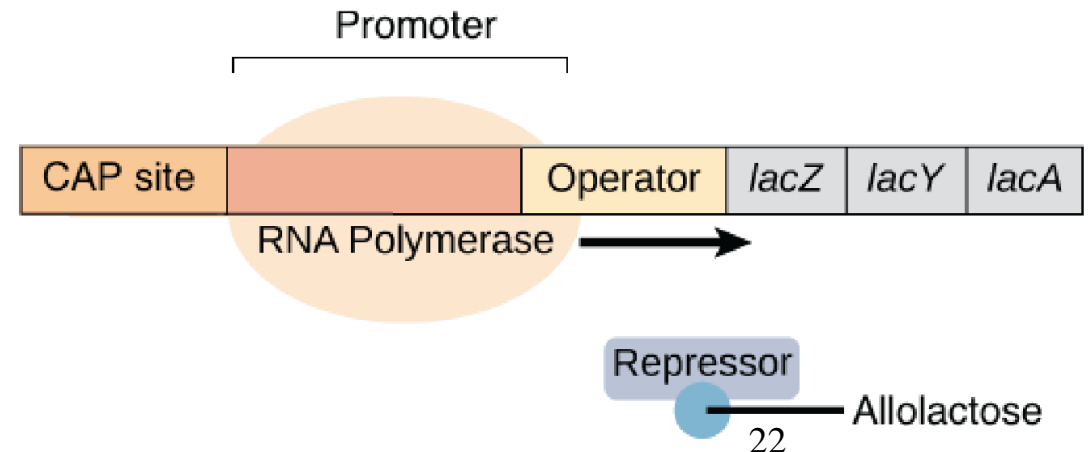 Promoter
CAP site Operator lacZ lacY lacA
RNA Polymerase
Repressor
Allolactose
22